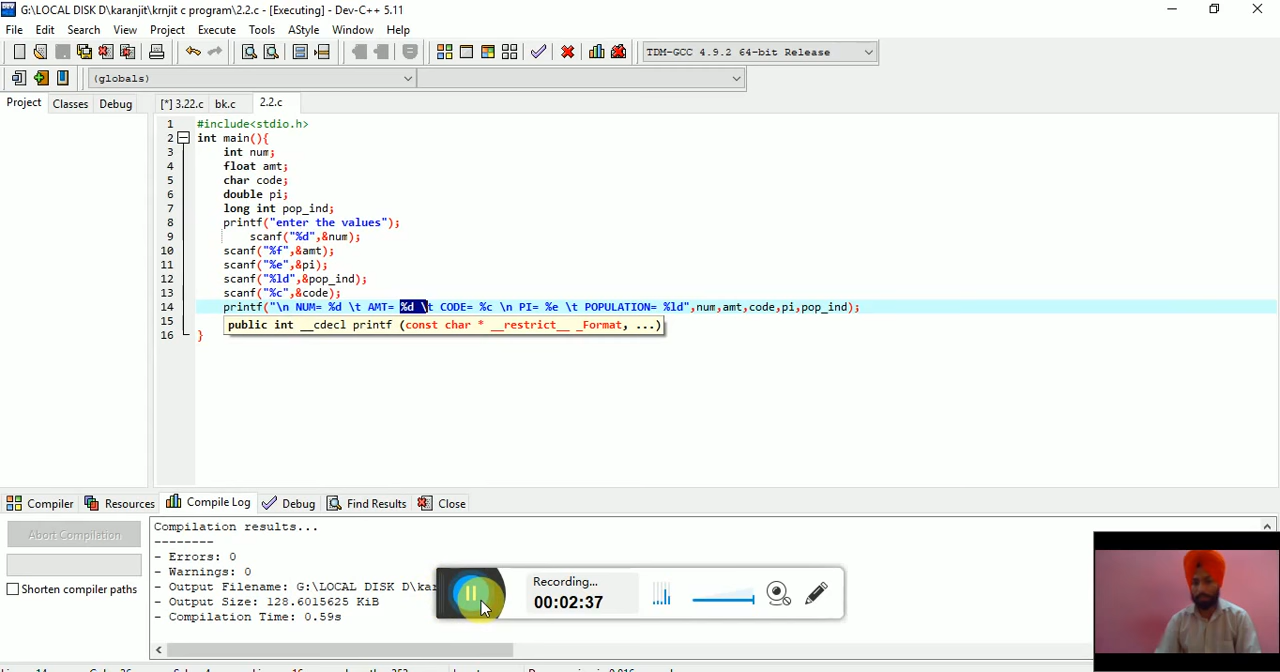 G:\LOCAL DISK D\karanjit\krnjit c program\2.2.c - [Executing] - Dev-C++ 5.11
File Edit Search View Project Execute Tools AStyle Window Help
TDM-GCC 4.9.2 64-bit Release
(globals)
Project Classes Debug [*] 3.22.c bk.c 2.2.c
1 #include<stdio.h>
2 int main(){
3 int num;
4 float amt;
5 char code;
6 double pi;
7 long int pop_ind;
8 printf("enter the values");
9 scanf("%d",&num);
10 scanf("%f",&amt);
11 scanf("%e",&pi);
12 scanf("%ld",&pop_ind);
13 scanf("%c",&code);
14 printf("\n NUM= %d \t AMT= %d \t CODE= %c \n PI= %e \t POPULATION= %ld",num,amt,code,pi,pop_ind);
15 public int __cdecl printf (const char * __restrict__ _Format, ...)
16 }
Compiler Resources Compile Log Debug Find Results Close
Abort Compilation
Shorten compiler paths
Compilation results...
--------
- Errors: 0
- Warnings: 0
- Output Filename: G:\LOCAL DISK D\kar
- Output Size: 128.6015625 KiB
- Compilation Time: 0.59s
Recording...
00:02:37